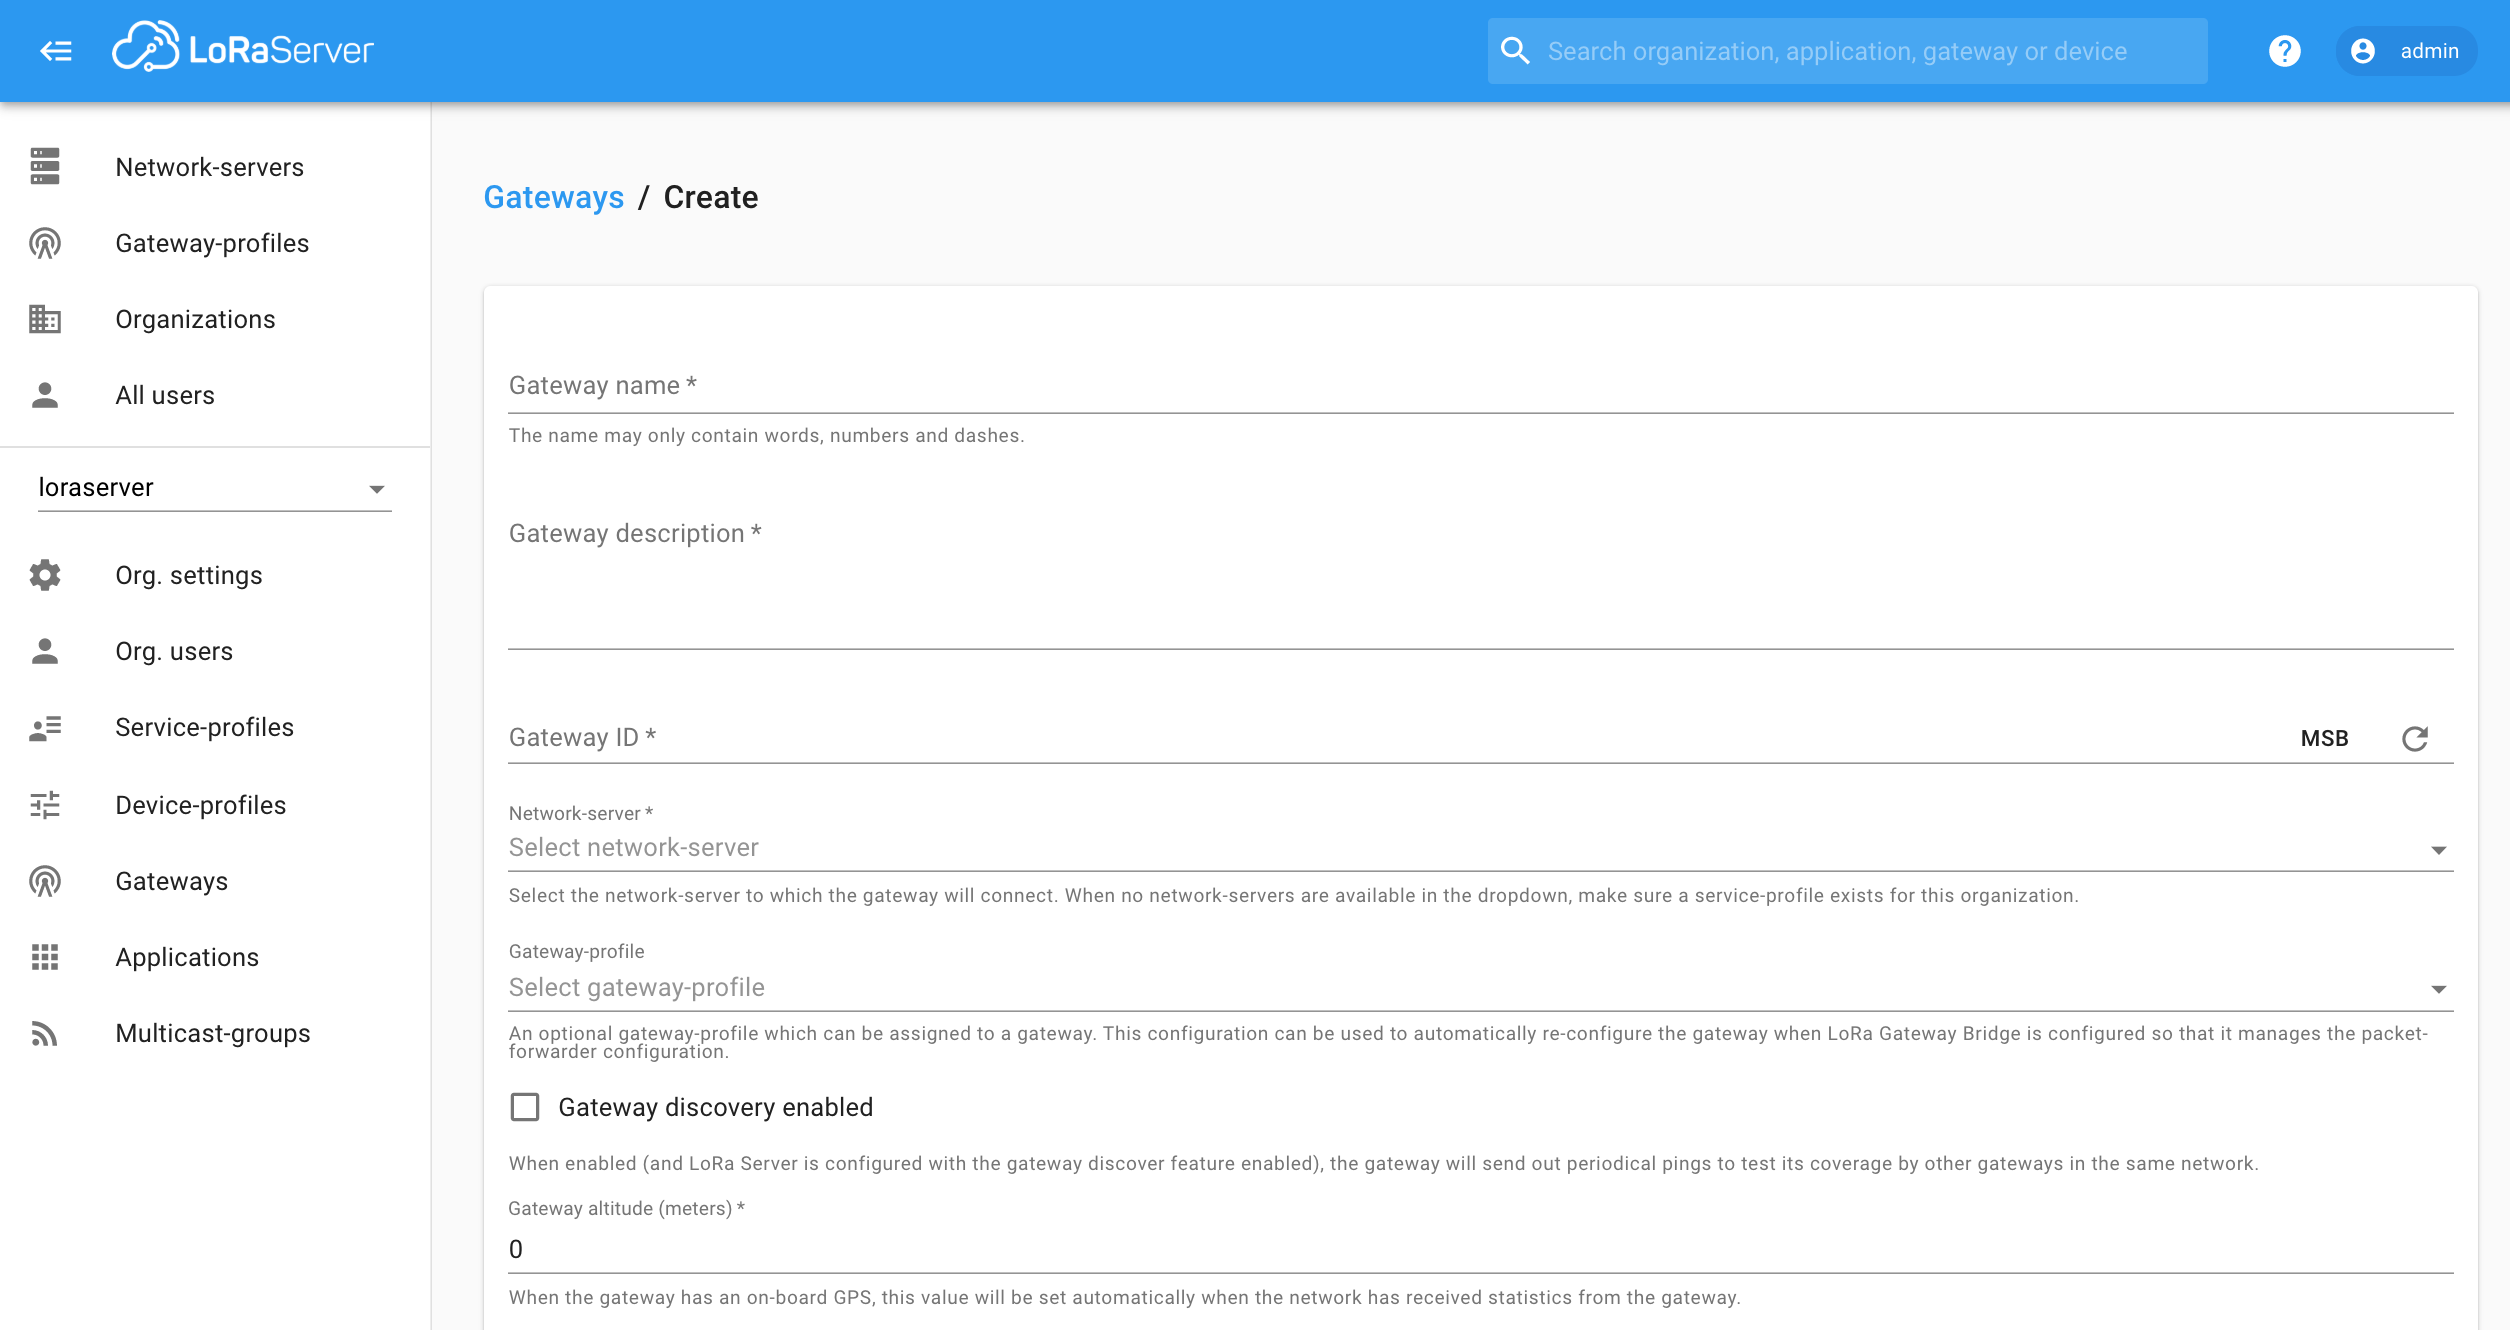 LoRaServer
Search organization, application, gateway or device
admin
Network-servers
Gateway-profiles
Organizations
All users
loraserver
Org. settings
Org. users
Service-profiles
Device-profiles
Gateways
Applications
Multicast-groups
Gateways / Create
Gateway name *
The name may only contain words, numbers and dashes.
Gateway description *
Gateway ID *
MSB
Network-server *
Select network-server
Select the network-server to which the gateway will connect. When no network-servers are available in the dropdown, make sure a service-profile exists for this organization.
Gateway-profile
Select gateway-profile
An optional gateway-profile which can be assigned to a gateway. This configuration can be used to automatically re-configure the gateway when LoRa Gateway Bridge is configured so that it manages the packet-
forwarder configuration.
Gateway discovery enabled
When enabled (and LoRa Server is configured with the gateway discover feature enabled), the gateway will send out periodical pings to test its coverage by other gateways in the same network.
Gateway altitude (meters) *
0
When the gateway has an on-board GPS, this value will be set automatically when the network has received statistics from the gateway.